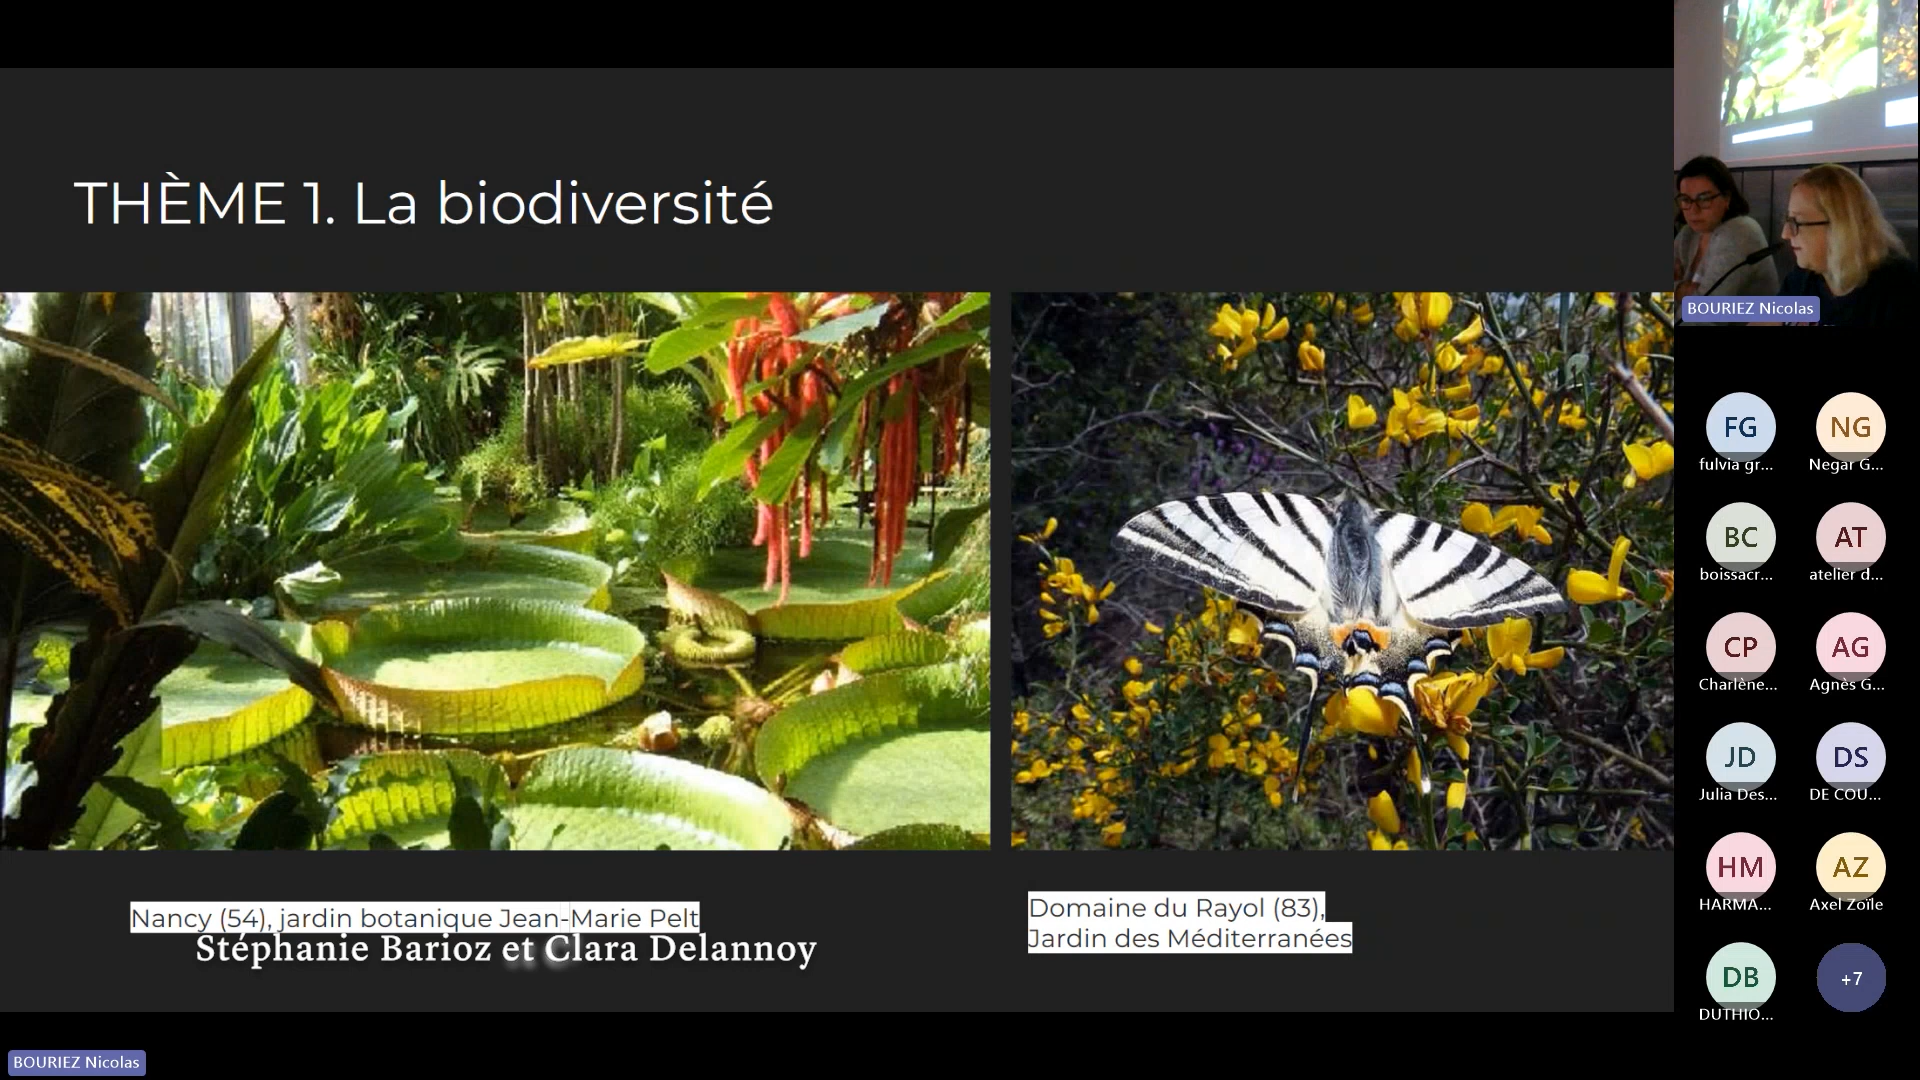 THÈME 1. La biodiversité
Nancy (54), jardin botanique Jean-Marie Pelt
Stéphanie Barioz et Clara Delannoy
Domaine du Rayol (83),
Jardin des Méditerranées
BOURIEZ Nicolas
BOURIEZ Nicolas
FG
fulvia gr...
NG
Negar G...
BC
boissacr...
AT
atelier d...
CP
Charlène...
AG
Agnès G...
JD
Julia Des...
DS
DE COU...
HM
HARMA...
AZ
Axel Zoïle
DB
DUTHIO...
+7